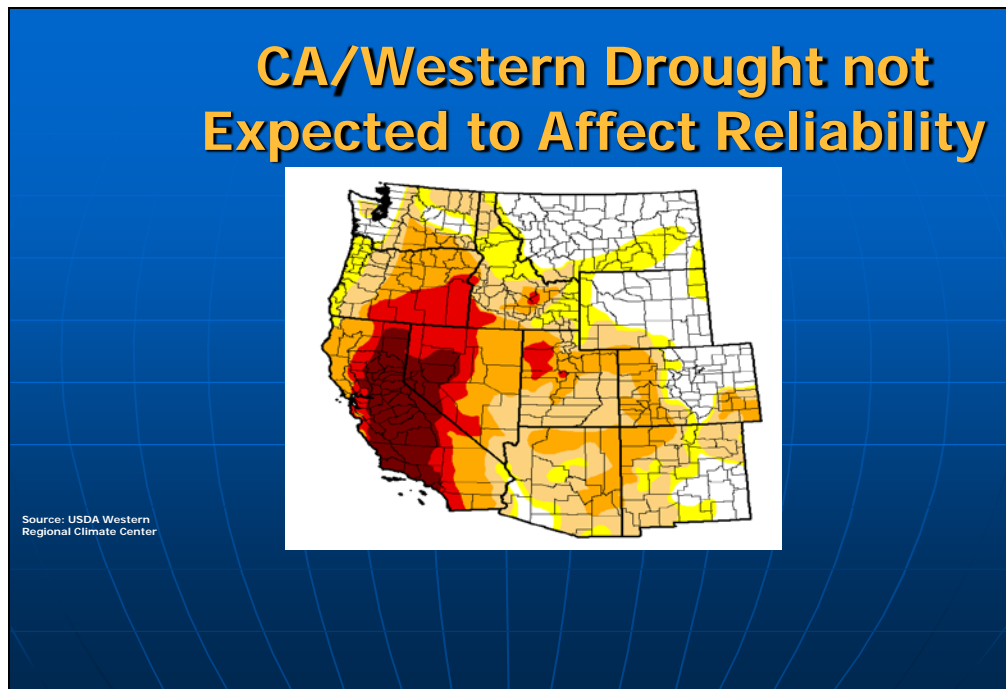 CA/Western Drought not
Expected to Affect Reliability
Source: USDA Western
Regional Climate Center